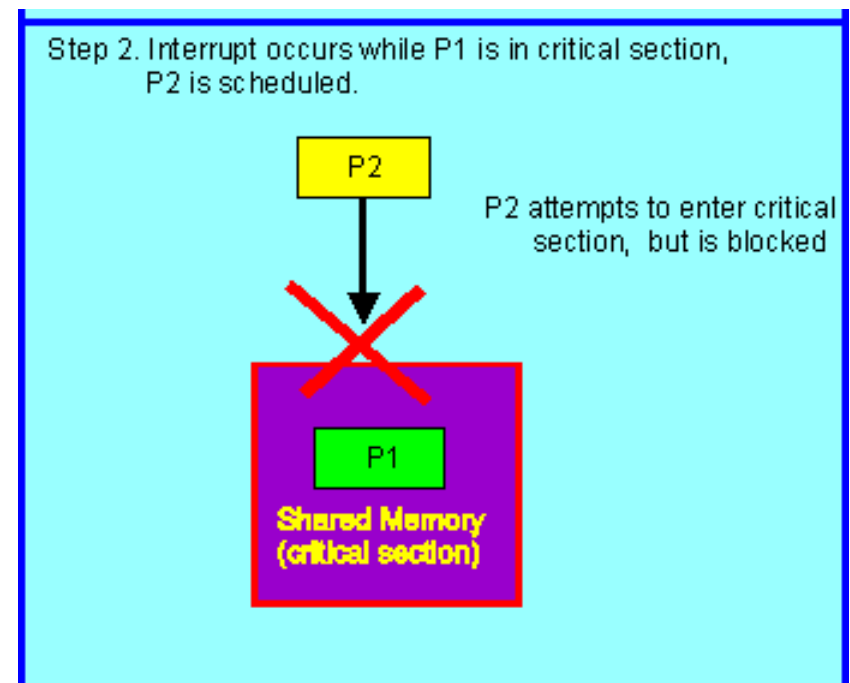 Step 2. Interrupt occurs while P1 is in critical section,
P2 is scheduled.
P2
P2 attempts to enter critical
section, but is blocked
P1
Shared Memory
(critical section)